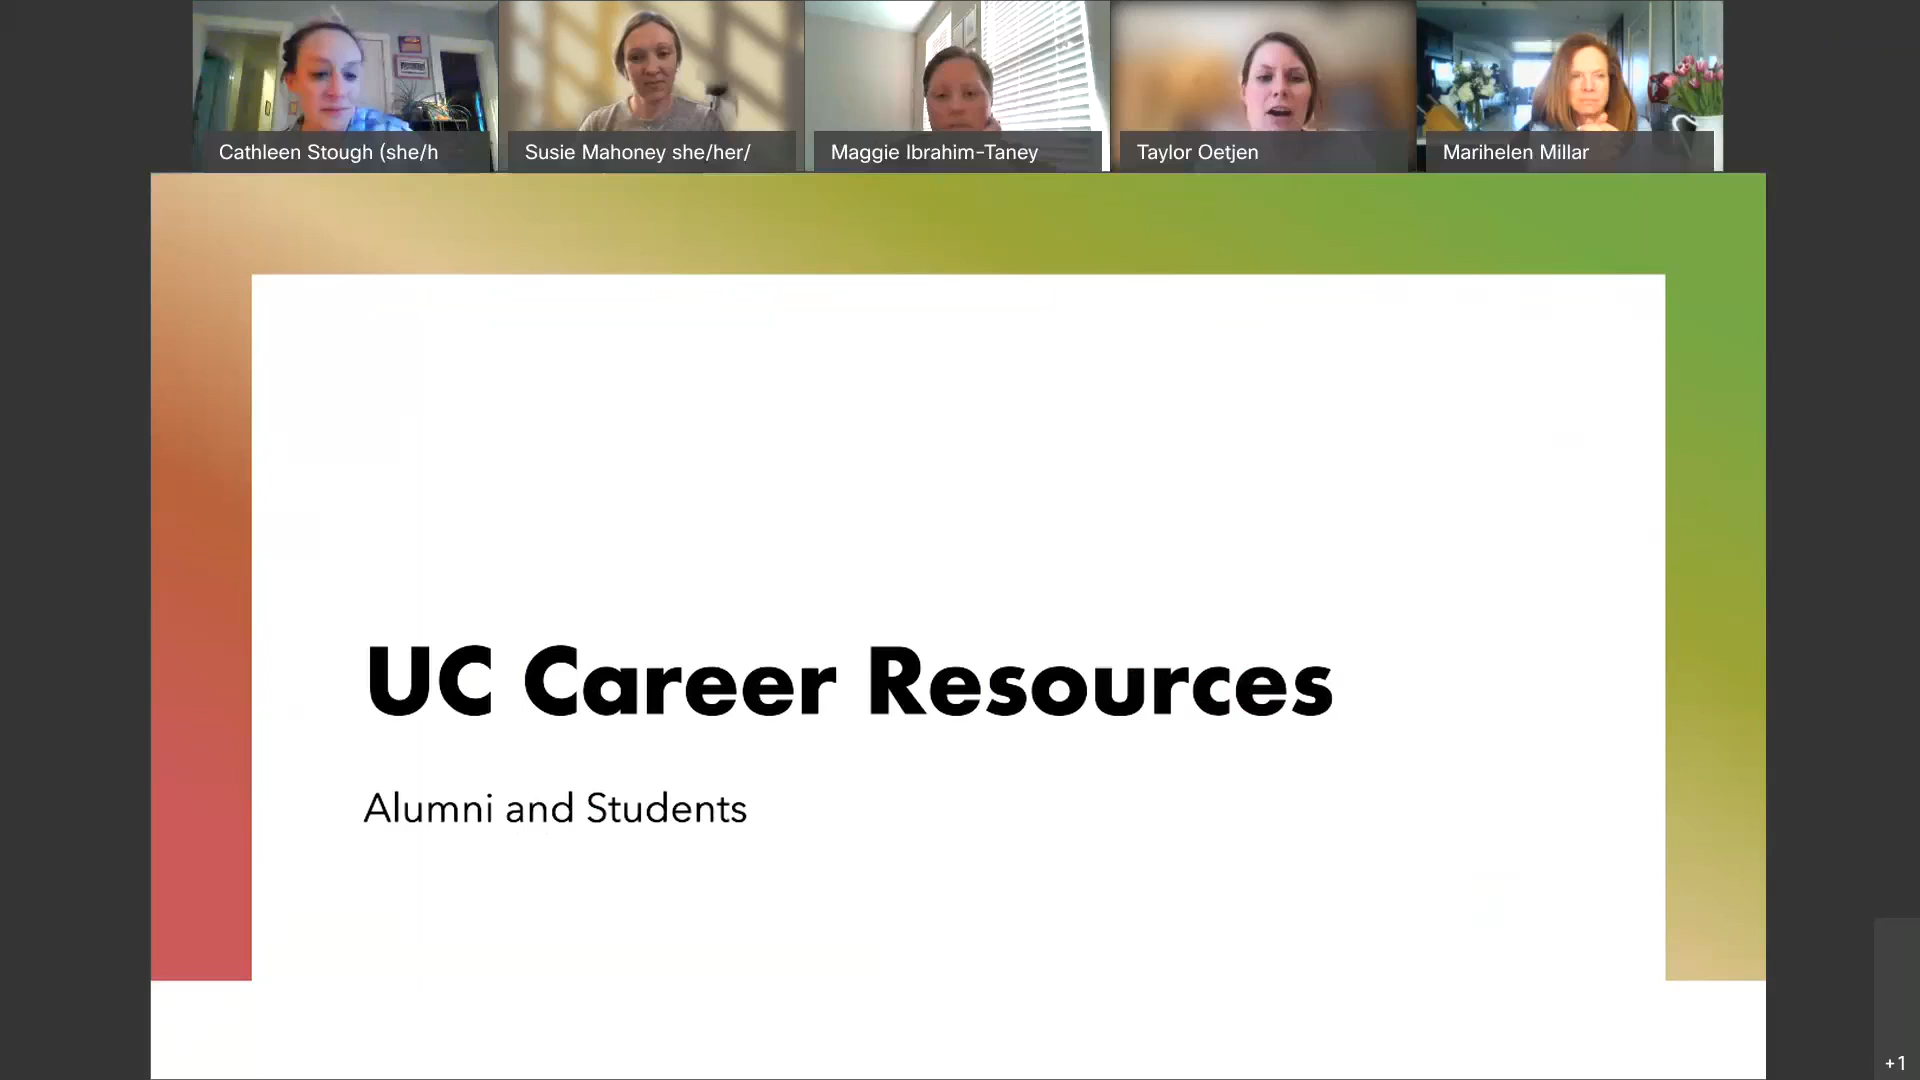 Cathleen Stough (she/h
Susie Mahoney she/her/
Maggie Ibrahim-Taney
Taylor Oetjen
Marihelen Millar
UC Career Resources
Alumni and Students
+1